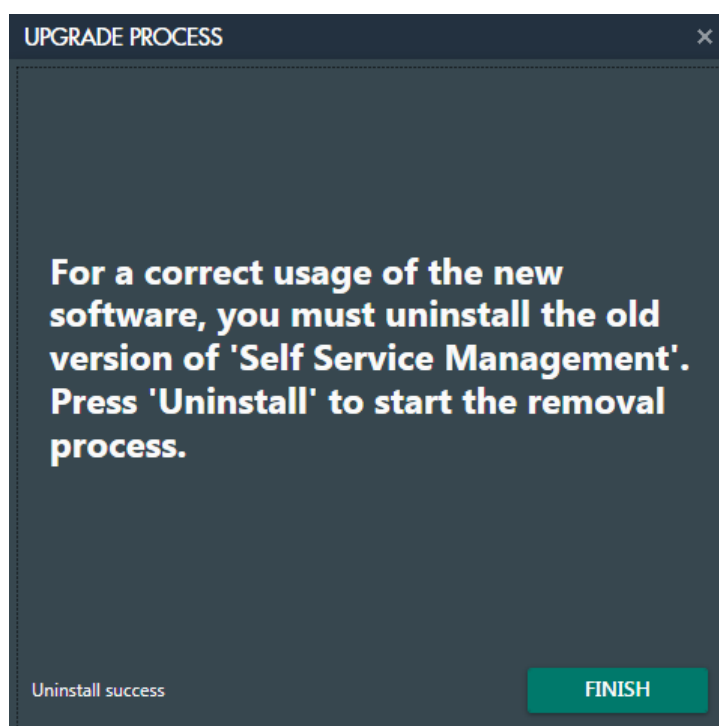 UPGRADE PROCESS
For a correct usage of the new
software, you must uninstall the old
version of 'Self Service Management'.
Press 'Uninstall' to start the removal
process.
Uninstall success
FINISH